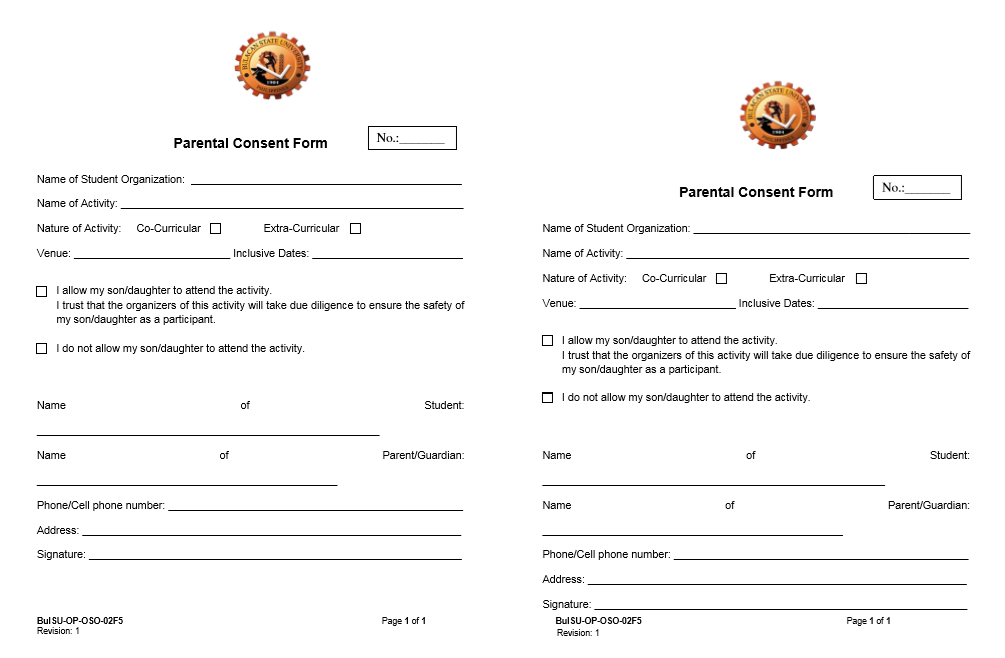 BULACAN STATE UNIVERSITY
1904
PHILIPPINES
Parental Consent Form
No.:_______
Name of Student Organization: ____________________
Name of Activity: ____________________
Nature of Activity: Co-Curricular ☐ Extra-Curricular ☐
Venue: ____________________ Inclusive Dates: ____________________
☐ I allow my son/daughter to attend the activity.
I trust that the organizers of this activity will take due diligence to ensure the safety of
my son/daughter as a participant.
☐ I do not allow my son/daughter to attend the activity.
Name of Student:
____________________
Name of Parent/Guardian:
____________________
Phone/Cell phone number: ____________________
Address: ____________________
Signature: ____________________
BulSU-OP-OSO-02F5 Page 1 of 1
Revision: 1
BULACAN STATE UNIVERSITY
1904
PHILIPPINES
Parental Consent Form
No.:_______
Name of Student Organization: ____________________
Name of Activity: ____________________
Nature of Activity: Co-Curricular ☐ Extra-Curricular ☐
Venue: ____________________ Inclusive Dates: ____________________
☐ I allow my son/daughter to attend the activity.
I trust that the organizers of this activity will take due diligence to ensure the safety of
my son/daughter as a participant.
☐ I do not allow my son/daughter to attend the activity.
Name of Student:
____________________
Name of Parent/Guardian:
____________________
Phone/Cell phone number: ____________________
Address: ____________________
Signature: ____________________
BulSU-OP-OSO-02F5 Page 1 of 1
Revision: 1